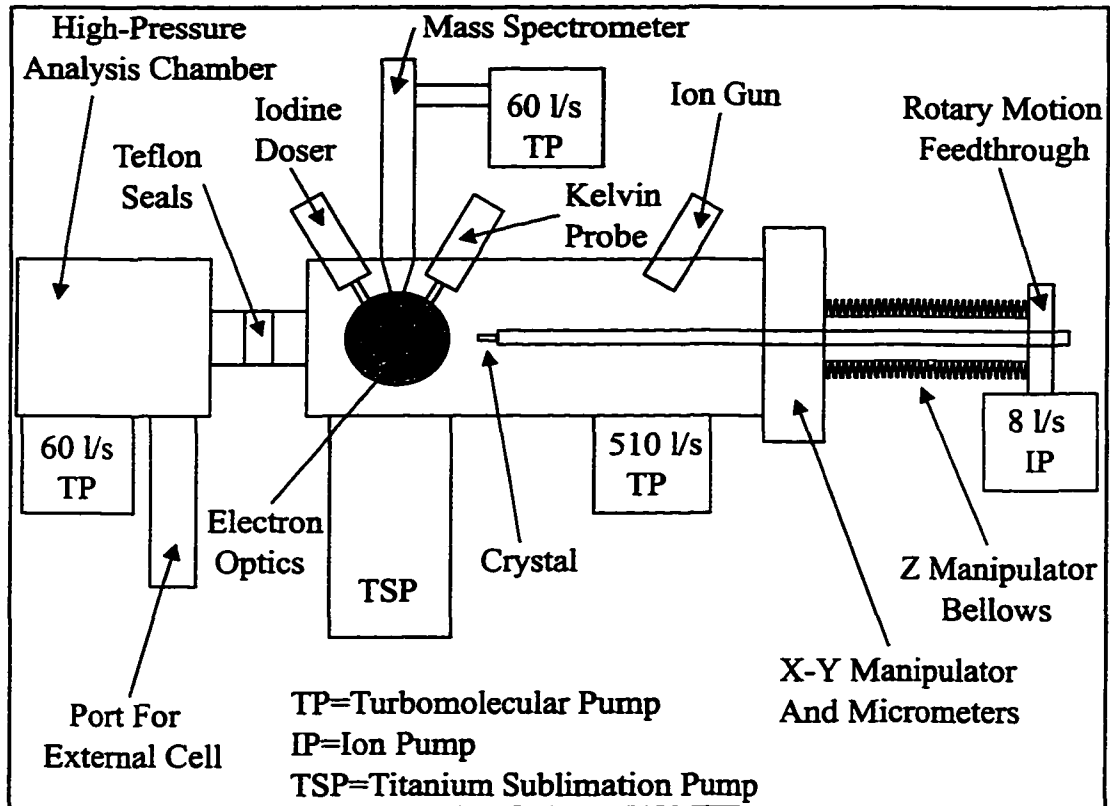 High-Pressure
Analysis Chamber
Mass Spectrometer
Iodine
Doser
60 l/s
TP
Ion Gun
Rotary Motion
Feedthrough
Teflon
Seals
Kelvin
Probe
60 l/s
TP
510 l/s
TP
8 l/s
IP
Electron
Optics
TSP
Crystal
Z Manipulator
Bellows
X-Y Manipulator
And Micrometers
Port For
External Cell
TP=Turbomolecular Pump
IP=Ion Pump
TSP=Titanium Sublimation Pump